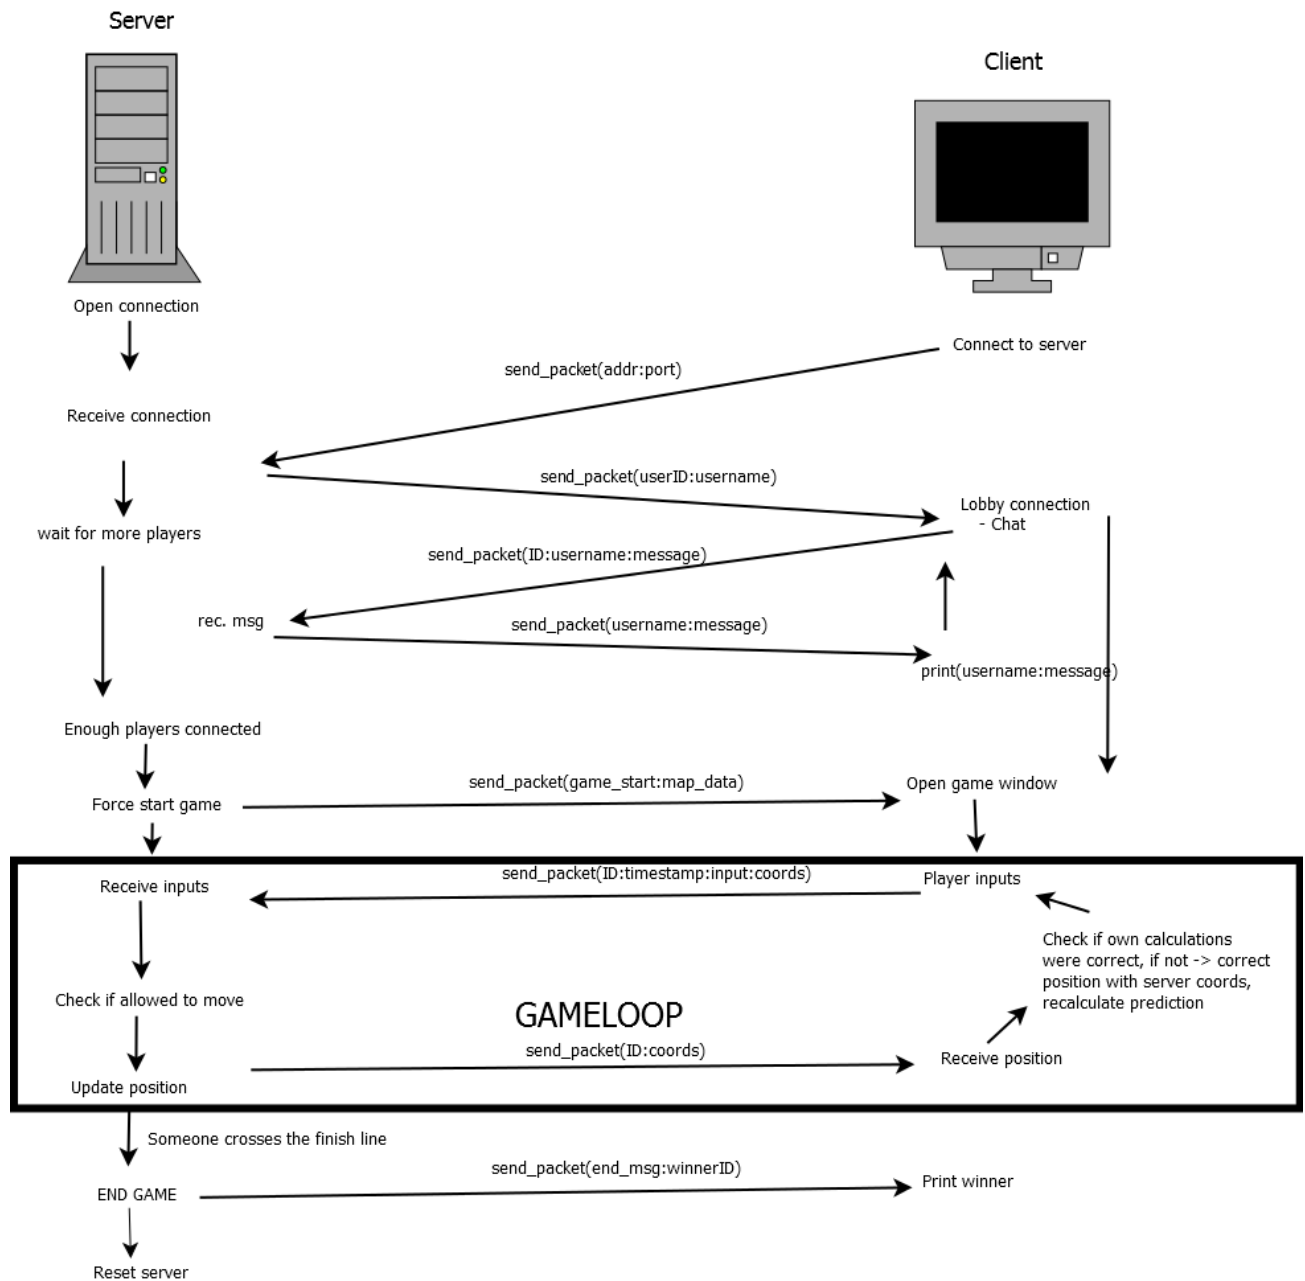 Server
Client
Open connection
Connect to server
send_packet(addr:port)
Receive connection
send_packet(userID:username)
Lobby connection
- Chat
wait for more players
send_packet(ID:username:message)
rec. msg
send_packet(username:message)
print(username:message)
Enough players connected
send_packet(game_start:map_data)
Open game window
Force start game
send_packet(ID:timestamp:input:coords)
Receive inputs
Player inputs
Check if own calculations
were correct, if not -> correct
position with server coords,
recalculate prediction
Check if allowed to move
GAMELOOP
send_packet(ID:coords)
Receive position
Update position
Someone crosses the finish line
send_packet(end_msg:winnerID)
END GAME
Print winner
Reset server